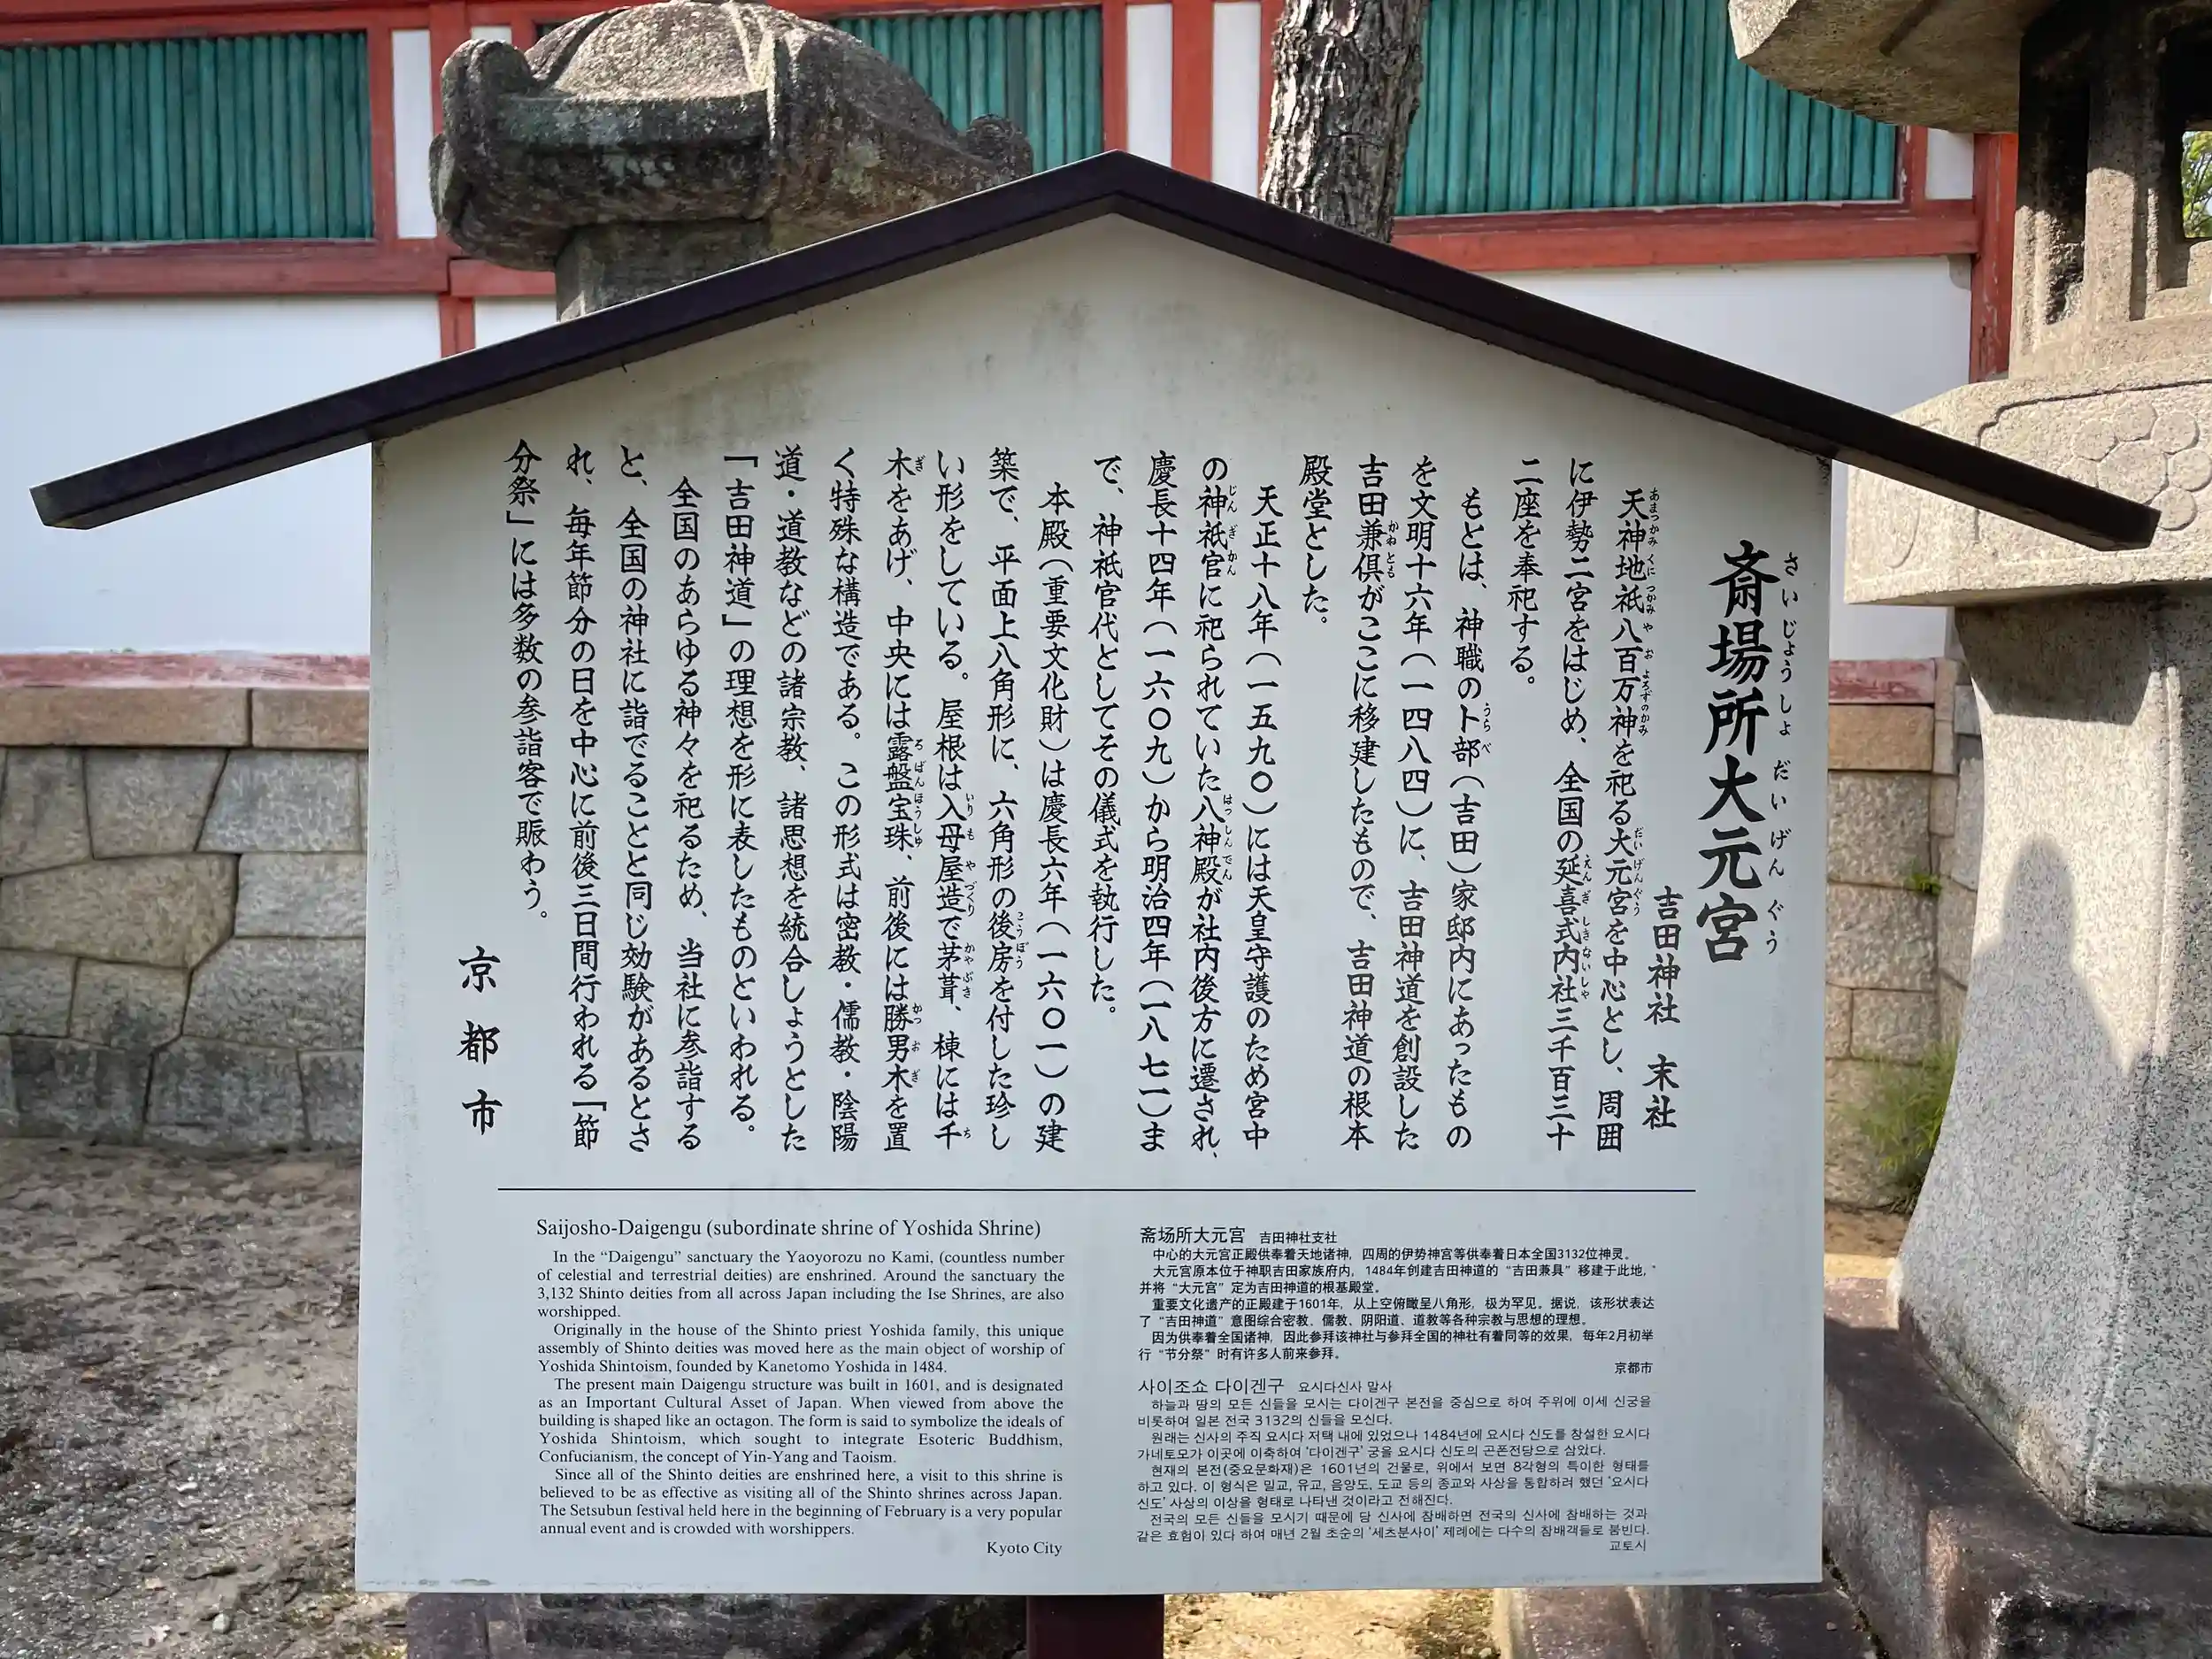 斎場所大元宮
さいじょうしょだいげんぐう
吉田神社 末社
天神地祇八百万神を祀る大元宮を中心とし、周囲
に伊勢二宮をはじめ、全国の延喜式内社三千百三十
二座を奉祀する。
もとは、神職の卜部(吉田)家邸内にあったもの
を文明十六年(一四八四)に、吉田神道を創設した
吉田兼倶がここに移建したもので、吉田神道の根本
殿堂とした。
天正十八年(一五九〇)には天皇守護のため宮中
の神祇官に祀られていた八神殿が社内後方に遷され、
慶長十四年(一六〇九)から明治四年(一八七一)ま
で、神祇官代としてその儀式を執行した。
本殿(重要文化財)は慶長六年(一六〇一)の建
築で、平面上八角形に、六角形の後房を付した珍し
い形をしている。屋根は入母屋造で茅葺、棟には千
木をあげ、中央には露盤宝珠、前後には勝男木を置
く特殊な構造である。この形式は密教・儒教・陰陽
道・道教などの諸宗教、諸思想を統合しようとした
「吉田神道」の理想を形に表したものといわれる。
全国のあらゆる神々を祀るため、当社に参詣する
と、全国の神社に詣でることと同じ効験があるとさ
れ、毎年節分の日を中心に前後三日間行われる「節
分祭」には多数の参詣客で賑わう。
京都市
Saijosho-Daigengu (subordinate shrine of Yoshida Shrine)
In the “Daigengu” sanctuary the Yaoyorozu no Kami, (countless number
of celestial and terrestrial deities) are enshrined. Around the sanctuary the
3,132 Shinto deities from all across Japan including the Ise Shrines, are also
worshipped.
Originally in the house of the Shinto priest Yoshida family, this unique
assembly of Shinto deities was moved here as the main object of worship of
Yoshida Shintoism, founded by Kanetomo Yoshida in 1484.
The present main Daigengu structure was built in 1601, and is designated
as an Important Cultural Asset of Japan. When viewed from above the
building is shaped like an octagon. The form is said to symbolize the ideals of
Yoshida Shintoism, which sought to integrate Esoteric Buddhism,
Confucianism, the concept of Yin-Yang and Taoism.
Since all of the Shinto deities are enshrined here, a visit to this shrine is
believed to be as effective as visiting all of the Shinto shrines across Japan.
The Setsubun festival held here in the beginning of February is a very popular
annual event and is crowded with worshippers.
Kyoto City
斋场所大元宫 吉田神社支社
中心的大元宫正殿供奉着天地诸神，四周的伊势神宫等供奉着日本全国3132位神灵。
大元宫原本位于神职吉田家族府内，1484年创建吉田神道的“吉田兼具”移建于此地，
并将“大元宫”定为吉田神道的根基殿堂。
重要文化遗产的正殿建于1601年，从上空俯瞰呈八角形，极为罕见。据说，该形状表达
了“吉田神道”意图综合密教、儒教、阴阳道、道教等各种宗教与思想的理想。
因为供奉着全国诸神，因此参拜该神社与参拜全国的神社有着同等的效果，每年2月初举
行“节分祭”时有许多人前来参拜。
京都市
사이조쇼 다이겐구 요시다신사 말사
하늘과 땅의 모든 신들을 모시는 다이겐구 본전을 중심으로 하여 주위에 이세 신궁을
비롯하여 일본 전국 3132의 신들을 모신다.
원래는 신사의 주직 요시다 저택 내에 있었으나 1484년에 요시다 신도를 창설한 요시다
가네토모가 이곳에 이축하여 ‘다이겐구’ 궁을 요시다 신도의 곤폰전당으로 삼았다.
현재의 본전(중요문화재)은 1601년의 건물로, 위에서 보면 8각형의 특이한 형태를
하고 있다. 이 형식은 밀교, 유교, 음양도, 도교 등의 종교와 사상을 통합하려 했던 ‘요시다
신도’ 사상의 이상을 형태로 나타낸 것이라고 전해진다.
전국의 모든 신들을 모시기 때문에 당 신사에 참배하면 전국의 신사에 참배하는 것과
같은 효험이 있다 하여 매년 2월 초순의 ‘세츠분사이’ 제례에는 다수의 참배객들로 붐빈다.
교토시